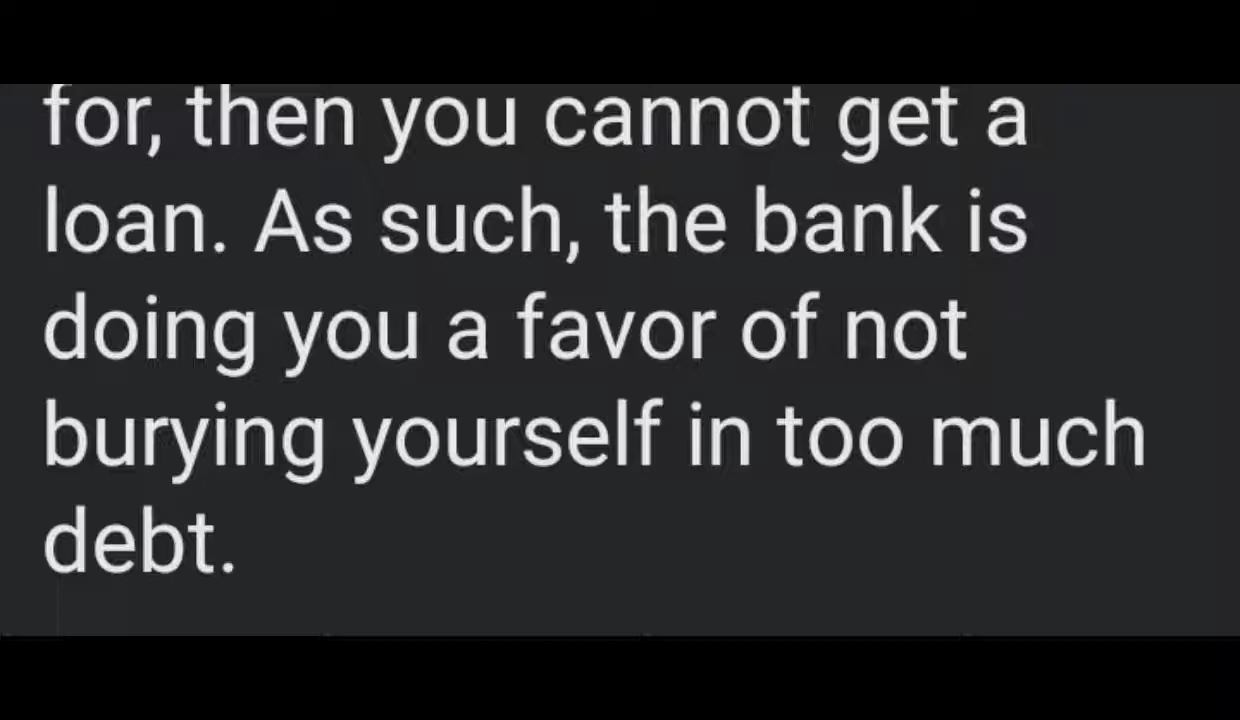 for, then you cannot get a
loan. As such, the bank is
doing you a favor of not
burying yourself in too much
debt.